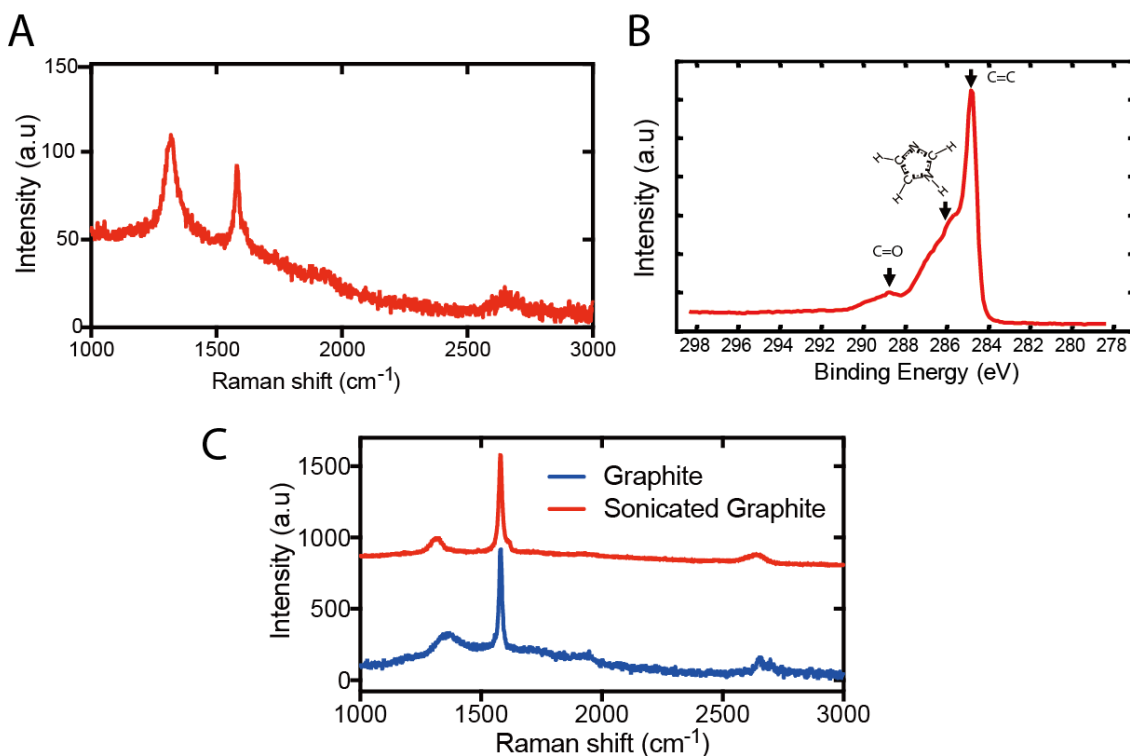 A
150
100
50
0
Intensity (a.u)
1000 1500 2000 2500 3000
Raman shift (cm-1)
B
C=C
H C N C H
C N H
H
C=O
Intensity (a.u)
298 296 294 292 290 288 286 284 282 280 278
Binding Energy (eV)
C
1500
1000
500
0
Intensity (a.u)
Graphite
Sonicated Graphite
1000 1500 2000 2500 3000
Raman shift (cm-1)